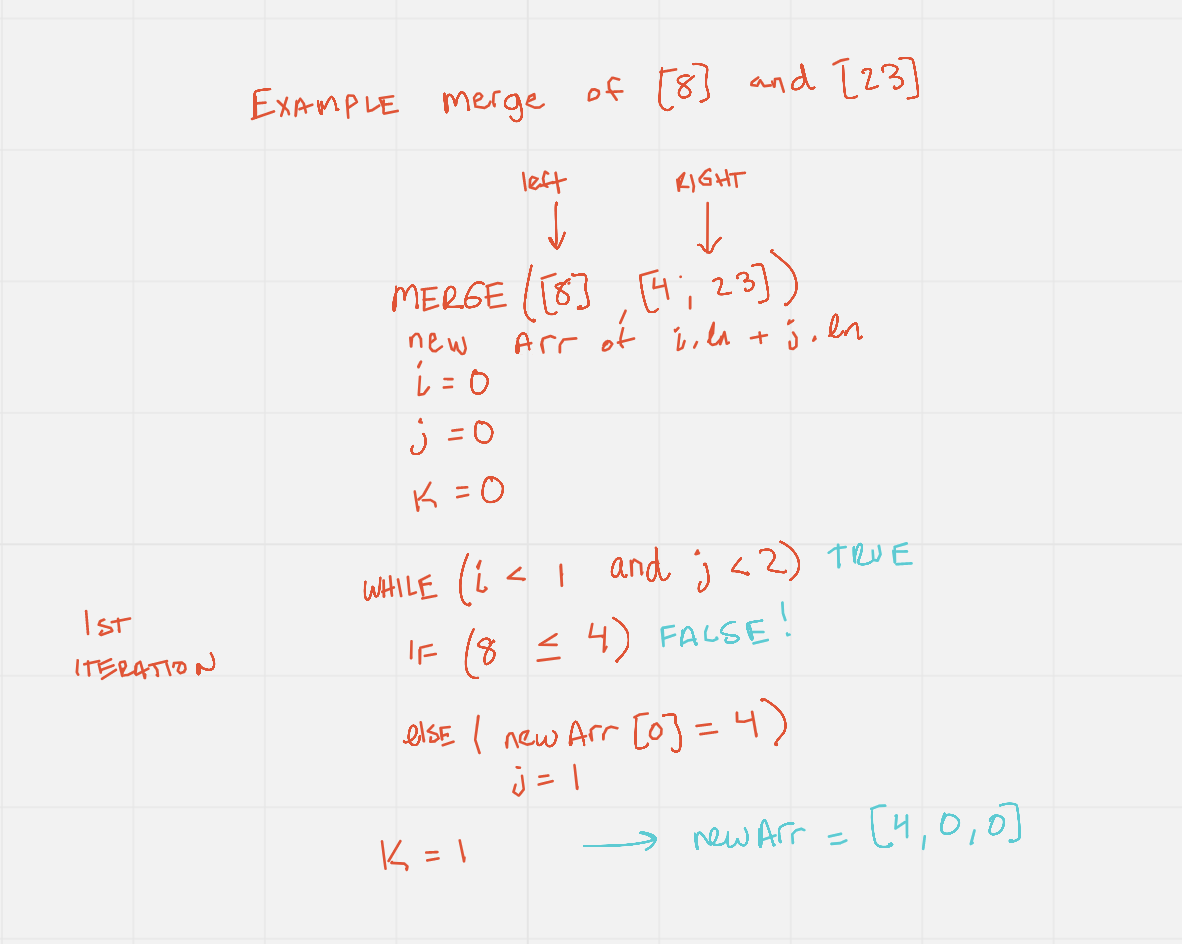 EXAMPLE merge of [8] and [23]
left RIGHT
MERGE([8] , [4, 23])
new Arr of i.ln + j.ln
i = 0
j = 0
K = 0
WHILE (i < 1 and j < 2) TRUE
1ST
ITERATION
IF (8 ≤ 4) FALSE!
else ( newArr[0] = 4)
j = 1
K = 1 → newArr = [4, 0, 0]